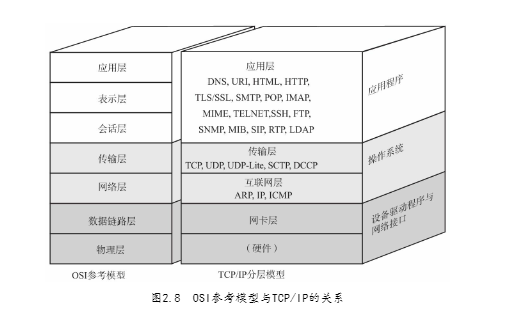 应用层
表示层
会话层
传输层
网络层
数据链路层
物理层
OSI参考模型
应用层
DNS, URI, HTML, HTTP,
TLS/SSL, SMTP, POP, IMAP,
MIME, TELNET,SSH, FTP,
SNMP, MIB, SIP, RTP, LDAP
传输层
TCP, UDP, UDP-Lite, SCTP, DCCP
互联网层
ARP, IP, ICMP
网卡层
（硬件）
TCP/IP分层模型
应用程序
操作系统
设备驱动程序与
网络接口
图2.8 OSI参考模型与TCP/IP的关系